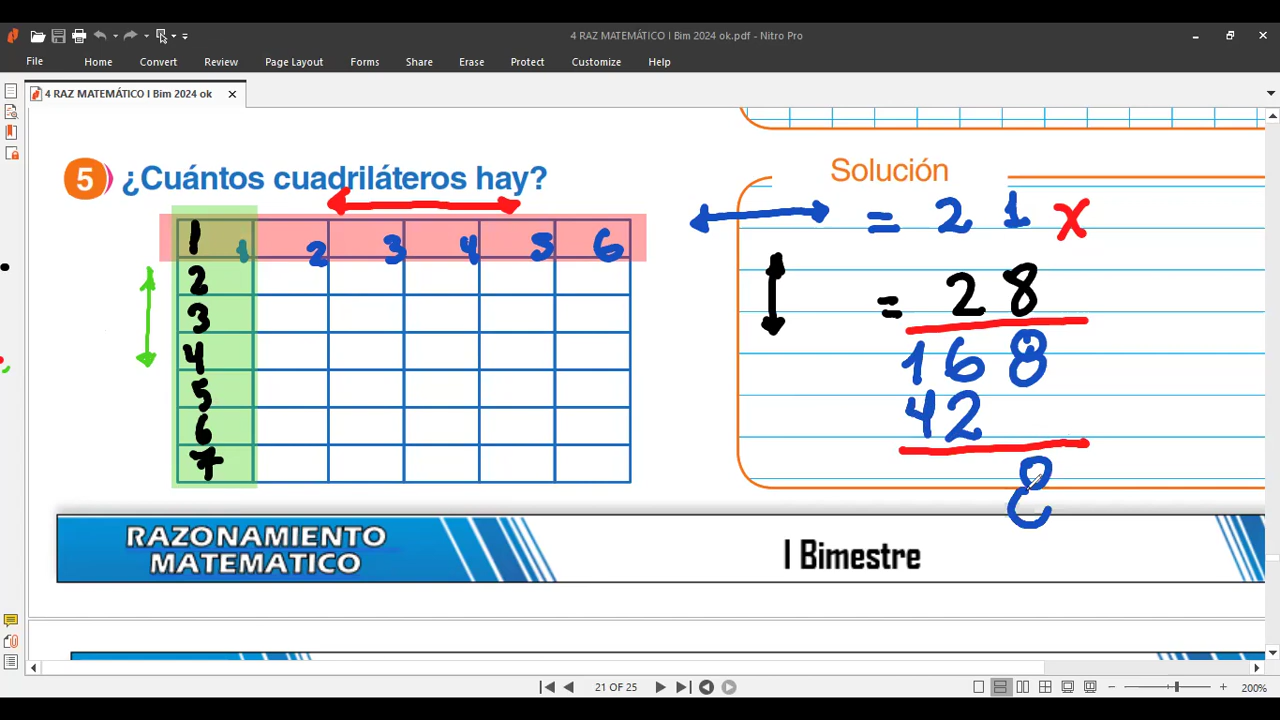 4 RAZ MATEMÁTICO I Bim 2024 ok.pdf - Nitro Pro
File Home Convert Review Page Layout Forms Share Erase Protect Customize Help
4 RAZ MATEMÁTICO I Bim 2024 ok
5 ¿Cuántos cuadriláteros hay?
1
1 2 3 4 5 6
2
3
4
5
6
7
Solución
= 21 x
= 28
168
42
8
RAZONAMIENTO
MATEMATICO
I Bimestre
21 OF 25
200%